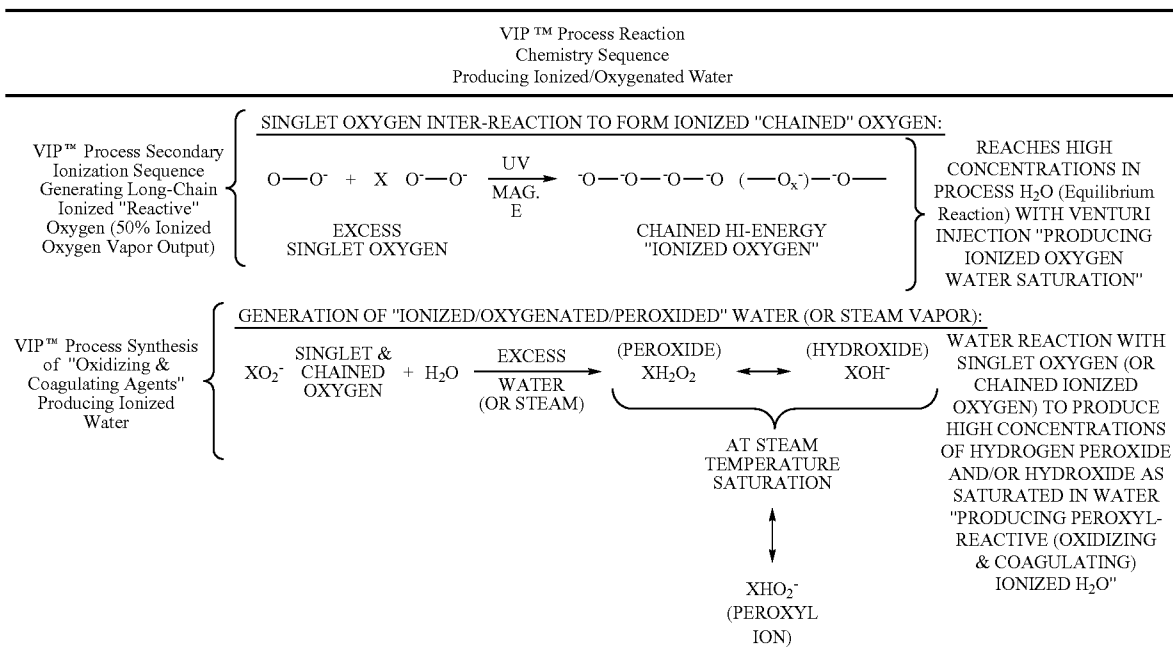 VIP ™ Process Reaction
Chemistry Sequence
Producing Ionized/Oxygenated Water
VIP™ Process Secondary
Ionization Sequence
Generating Long-Chain
Ionized "Reactive"
Oxygen (50% Ionized
Oxygen Vapor Output)
SINGLET OXYGEN INTER-REACTION TO FORM IONIZED "CHAINED" OXYGEN:
O—O⁻ + X O⁻—O⁻ UV MAG. E ⁻O—O⁻—O⁻—O⁻ (—Oₓ⁻)—O—
EXCESS
SINGLET OXYGEN
CHAINED HI-ENERGY
"IONIZED OXYGEN"
REACHES HIGH
CONCENTRATIONS IN
PROCESS H₂O (Equilibrium
Reaction) WITH VENTURI
INJECTION "PRODUCING
IONIZED OXYGEN
WATER SATURATION"
VIP™ Process Synthesis
of "Oxidizing &
Coagulating Agents"
Producing Ionized
Water
GENERATION OF "IONIZED/OXYGENATED/PEROXIDED" WATER (OR STEAM VAPOR):
XO₂⁻
SINGLET &
CHAINED
OXYGEN
+ H₂O
EXCESS
WATER
(OR STEAM)
(PEROXIDE)
XH₂O₂
(HYDROXIDE)
XOH⁻
AT STEAM
TEMPERATURE
SATURATION
XHO₂⁻
(PEROXYL
ION)
WATER REACTION WITH
SINGLET OXYGEN (OR
CHAINED IONIZED
OXYGEN) TO PRODUCE
HIGH CONCENTRATIONS
OF HYDROGEN PEROXIDE
AND/OR HYDROXIDE AS
SATURATED IN WATER
"PRODUCING PEROXYL-
REACTIVE (OXIDIZING
& COAGULATING)
IONIZED H₂O"